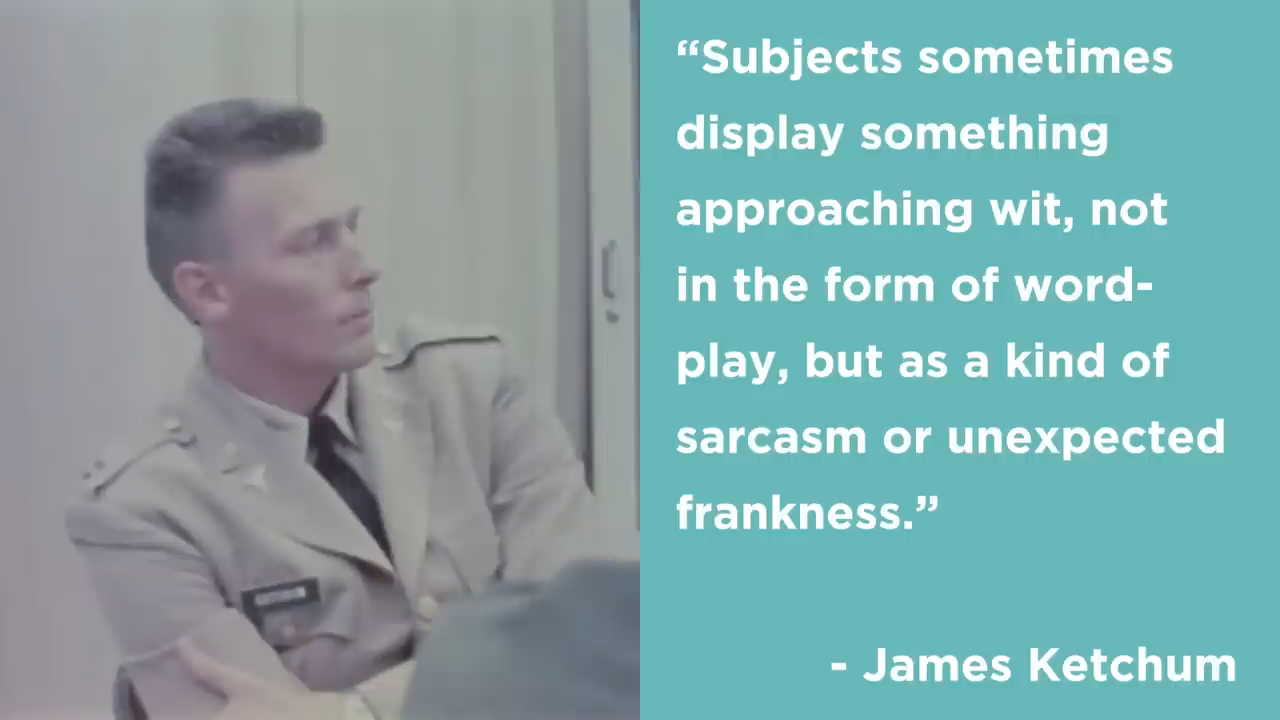 “Subjects sometimes
display something
approaching wit, not
in the form of word-
play, but as a kind of
sarcasm or unexpected
frankness.”
- James Ketchum